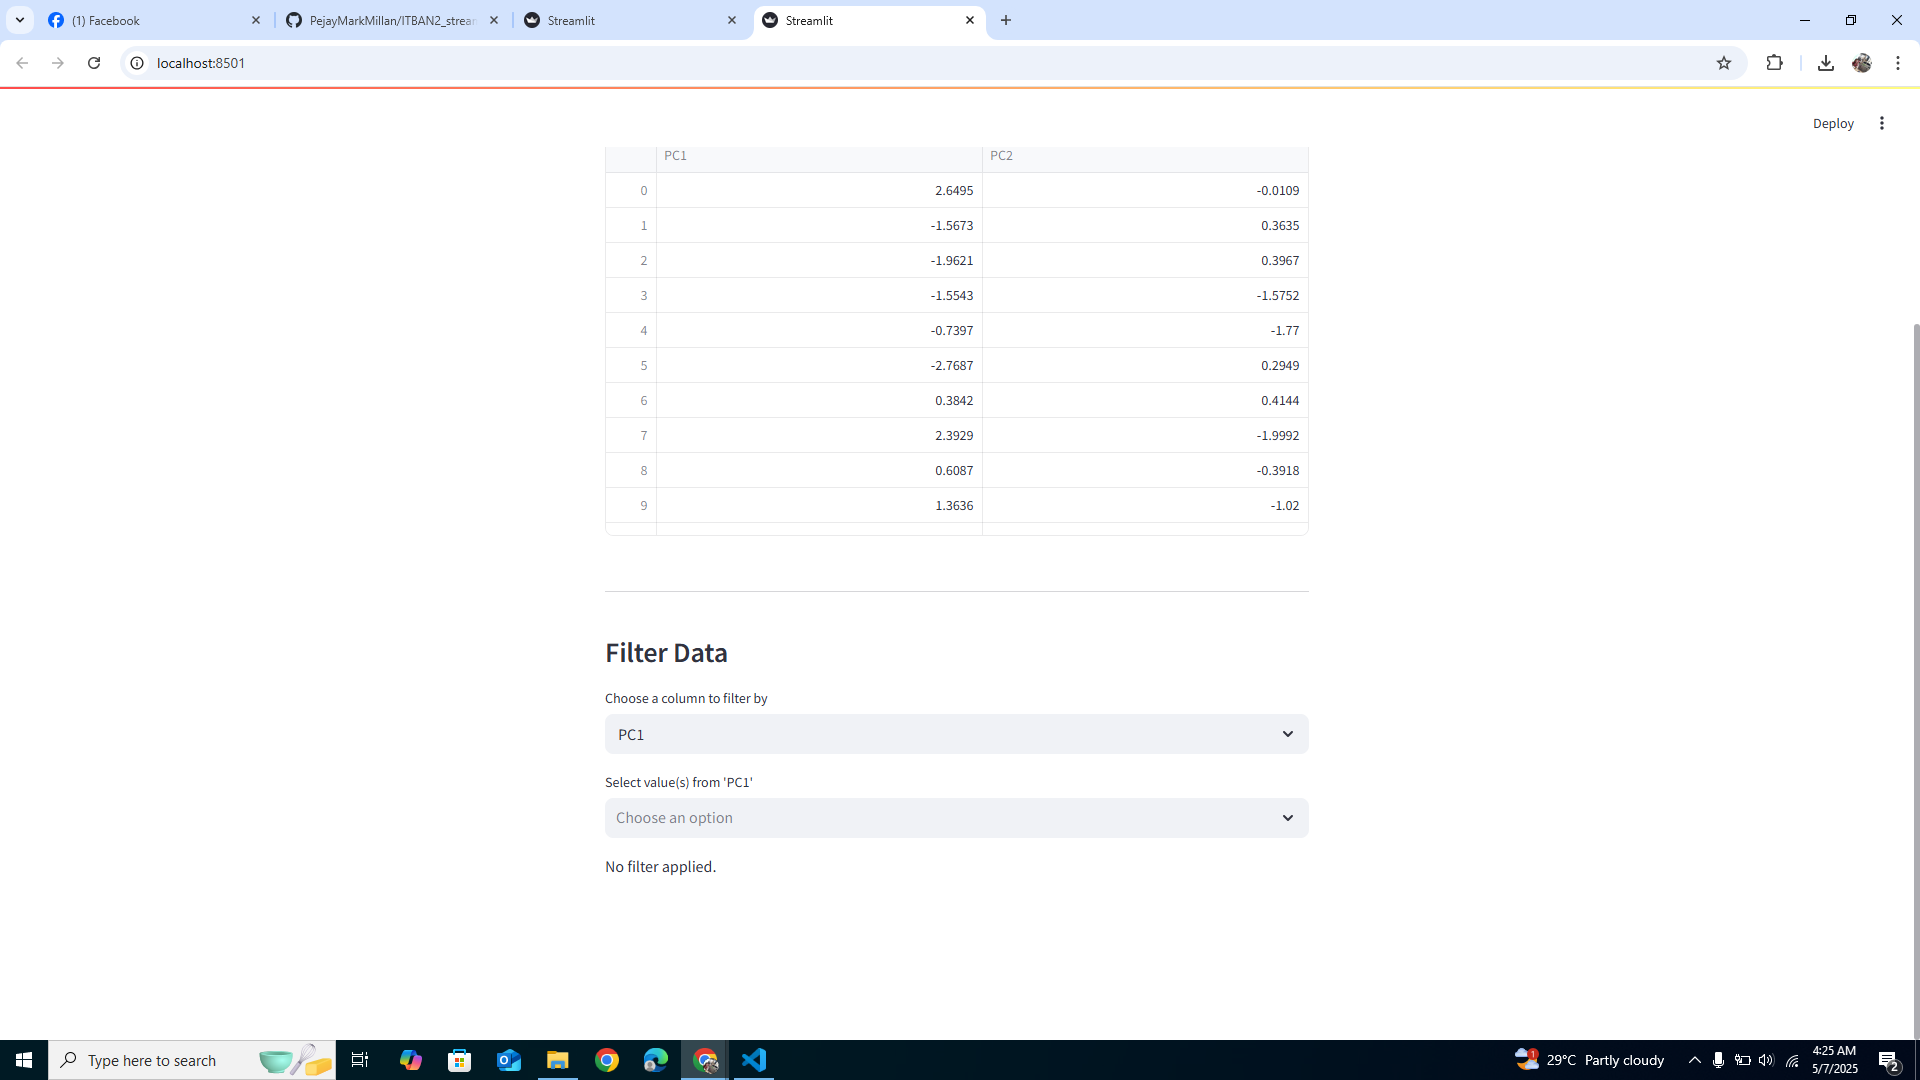 (1) Facebook
PejayMarkMillan/ITBAN2_strea
Streamlit
Streamlit
localhost:8501
Deploy
PC1 PC2
0 2.6495 -0.0109
1 -1.5673 0.3635
2 -1.9621 0.3967
3 -1.5543 -1.5752
4 -0.7397 -1.77
5 -2.7687 0.2949
6 0.3842 0.4144
7 2.3929 -1.9992
8 0.6087 -0.3918
9 1.3636 -1.02
Filter Data
Choose a column to filter by
PC1
Select value(s) from 'PC1'
Choose an option
No filter applied.
Type here to search
1
29°C Partly cloudy
4:25 AM
5/7/2025
2